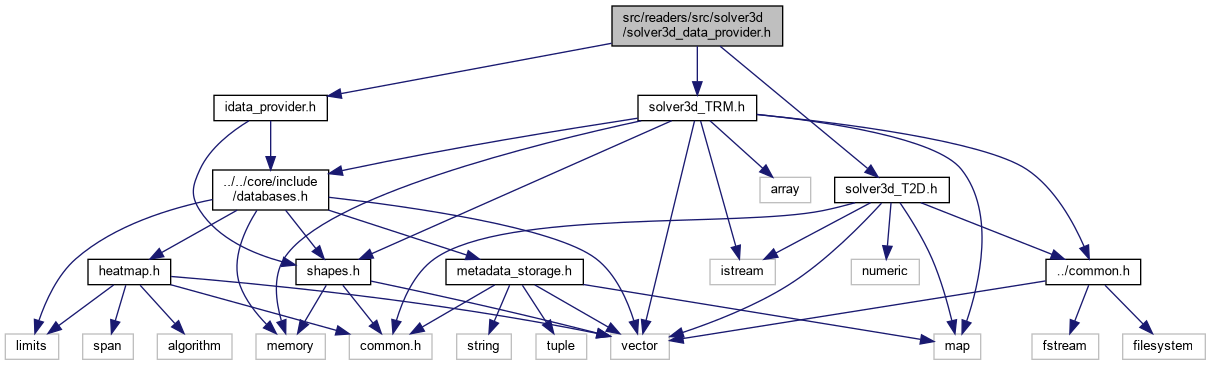 src/readers/src/solver3d
/solver3d_data_provider.h
idata_provider.h
solver3d_TRM.h
../../core/include
/databases.h
array
solver3d_T2D.h
heatmap.h
shapes.h
metadata_storage.h
istream
numeric
../common.h
limits
span
algorithm
memory
common.h
string
tuple
vector
map
fstream
filesystem